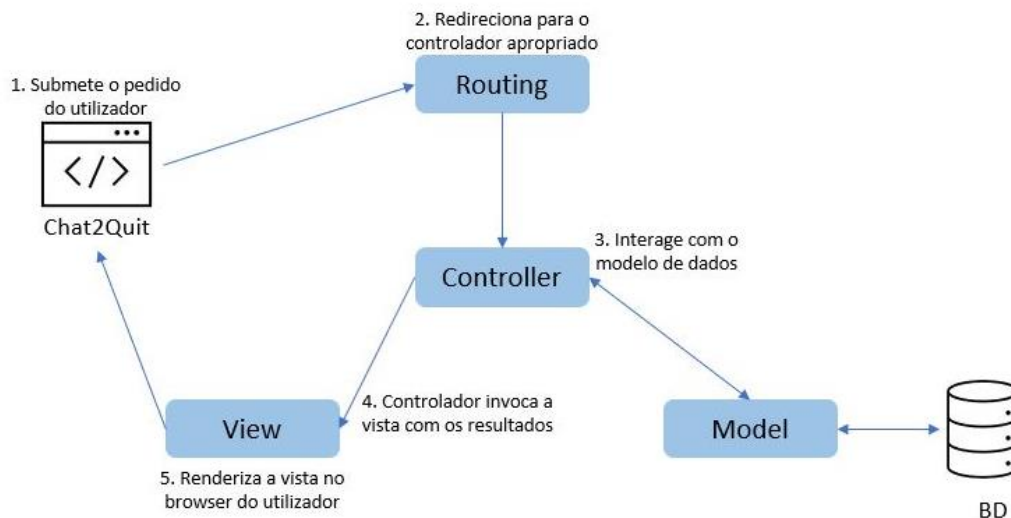 1. Submete o pedido
do utilizador
</>
Chat2Quit
2. Redireciona para o
controlador apropriado
Routing
Controller
3. Interage com o
modelo de dados
Model
BD
4. Controlador invoca a
vista com os resultados
View
5. Renderiza a vista no
browser do utilizador